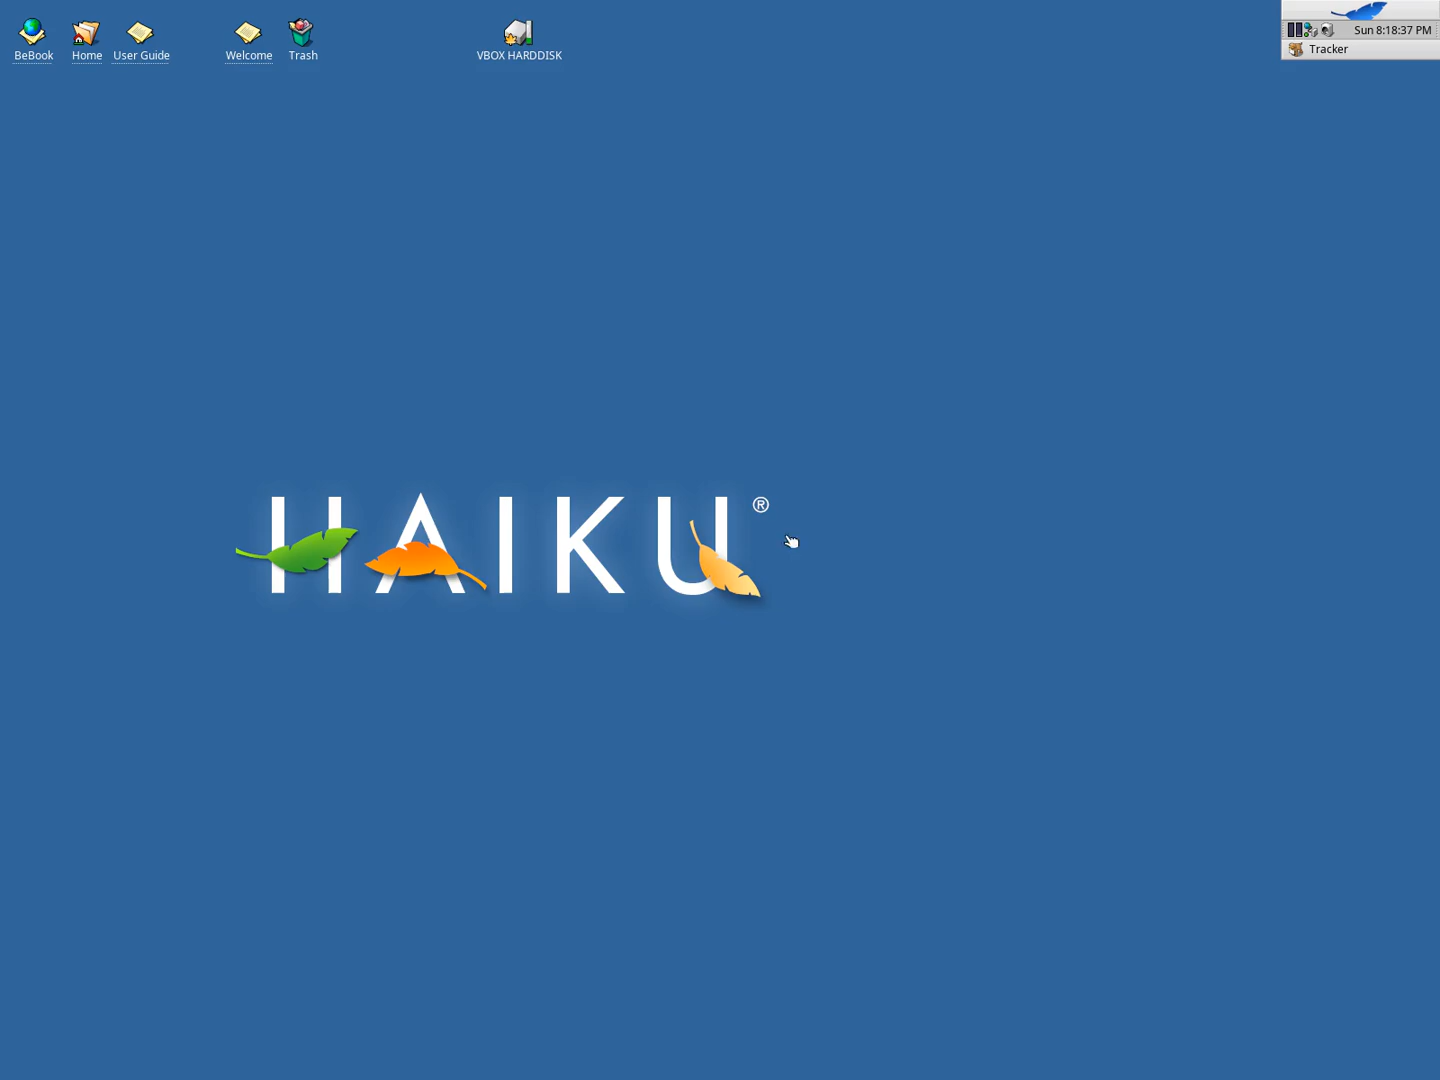 BeBook
Home
User Guide
Welcome
Trash
VBOX HARDDISK
Sun 8:18:37 PM
Tracker
HAIKU®